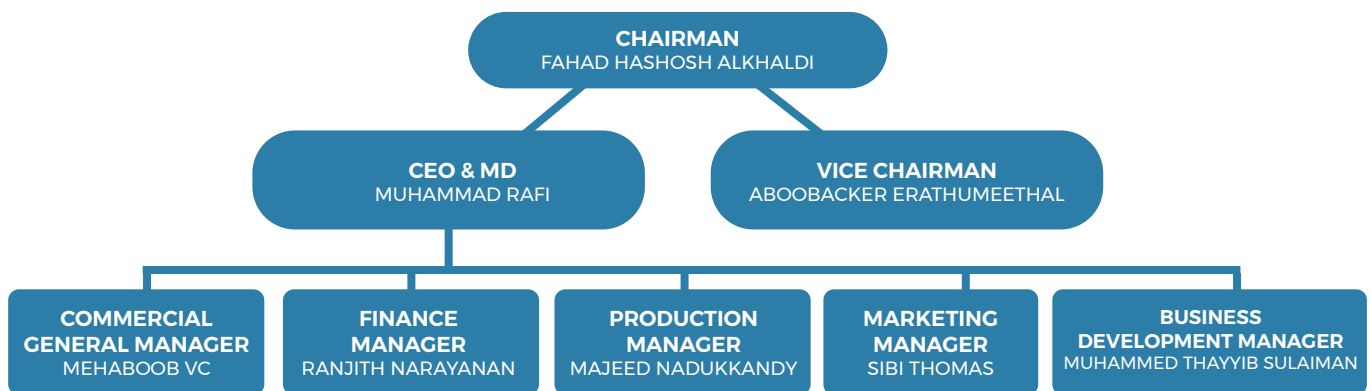 CHAIRMAN
FAHAD HASHOSH ALKHALDI
CEO & MD
MUHAMMAD RAFI
VICE CHAIRMAN
ABOOBACKER ERATHUMEETHAL
COMMERCIAL
GENERAL MANAGER
MEHABOOB VC
FINANCE
MANAGER
RANJITH NARAYANAN
PRODUCTION
MANAGER
MAJEED NADUKKANDY
MARKETING
MANAGER
SIBI THOMAS
BUSINESS
DEVELOPMENT MANAGER
MUHAMMED THAYYIB SULAIMAN